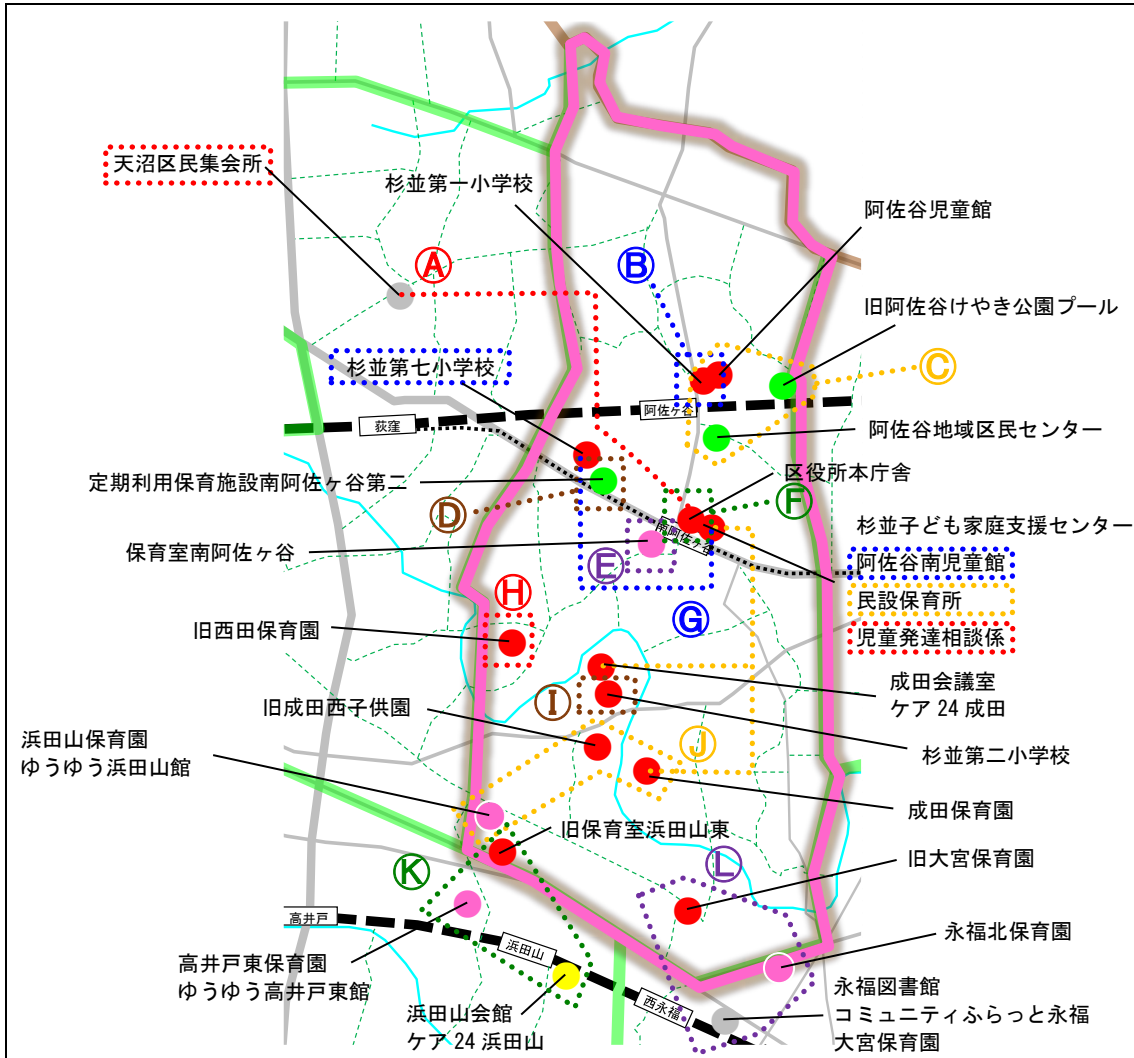 天沼区民集会所
杉並第一小学校
阿佐谷児童館
Ⓐ
Ⓑ
旧阿佐谷けやき公園プール
杉並第七小学校
Ⓒ
阿佐ケ谷
荻窪
阿佐谷地域区民センター
定期利用保育施設南阿佐ヶ谷第二
区役所本庁舎
Ⓓ
Ⓕ
南阿佐ケ谷
杉並子ども家庭支援センター
保育室南阿佐ヶ谷
阿佐谷南児童館
Ⓔ
民設保育所
Ⓗ
Ⓖ
児童発達相談係
旧西田保育園
成田会議室
ケア24成田
Ⓘ
旧成田西子供園
浜田山保育園
ゆうゆう浜田山館
Ⓙ
杉並第二小学校
成田保育園
旧保育室浜田山東
Ⓚ
Ⓛ
旧大宮保育園
高井戸
浜田山
永福北保育園
高井戸東保育園
ゆうゆう高井戸東館
西永福
浜田山会館
ケア24浜田山
永福図書館
コミュニティふらっと永福
大宮保育園